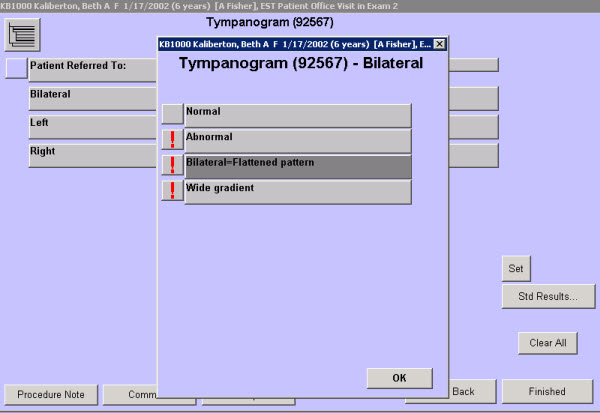 KB1000 Kaliberton, Beth A F 1/17/2002 (6 years) [A Fisher], EST Patient Office Visit in Exam 2
Tympanogram (92567)
KB1000 Kaliberton, Beth A F 1/17/2002 (6 years) [A Fisher], E...
Tympanogram (92567) - Bilateral
Patient Referred To:
Bilateral
Left
Right
Normal
Abnormal
Bilateral=Flattened pattern
Wide gradient
Set
Std Results...
Clear All
OK
Procedure Note
Comm
Back
Finished